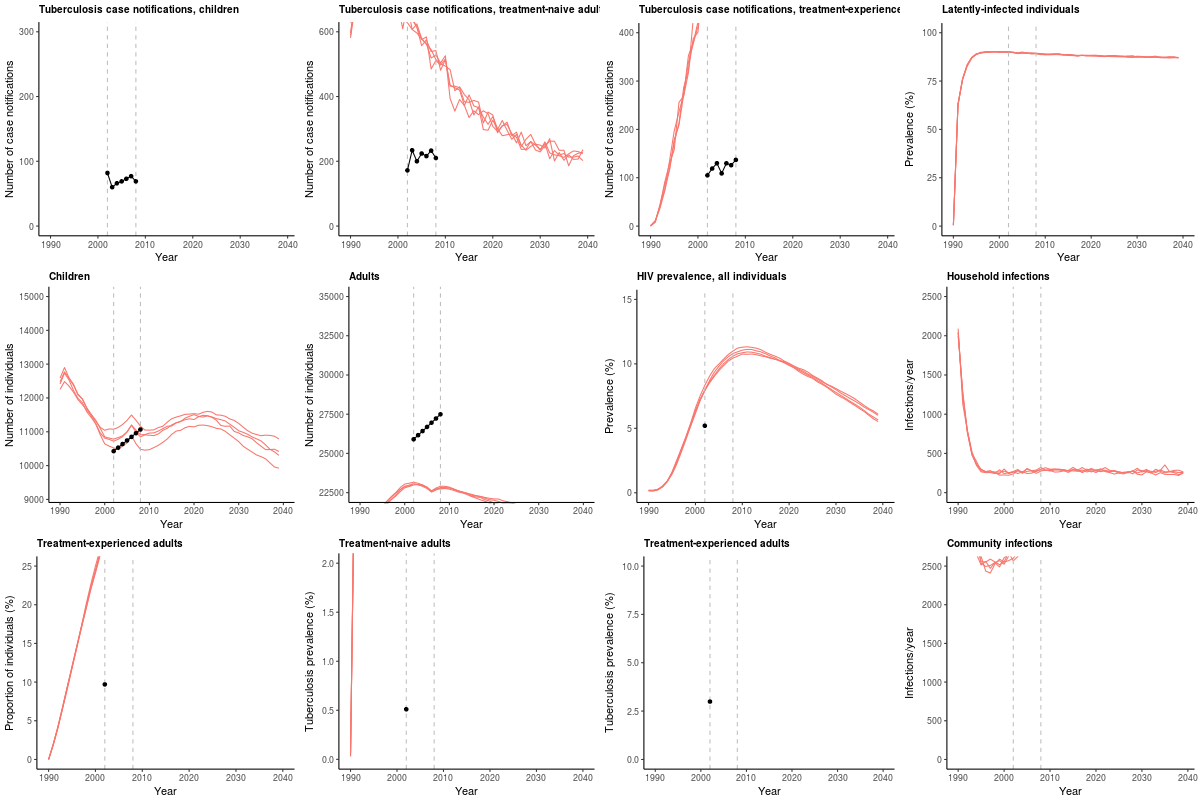 Tuberculosis case notifications, children
Number of case notifications
300
200
100
0
1990 2000 2010 2020 2030 2040
Year
Tuberculosis case notifications, treatment-naive adult
Number of case notifications
600
400
200
0
1990 2000 2010 2020 2030 2040
Year
Tuberculosis case notifications, treatment-experience
Number of case notifications
400
300
200
100
0
1990 2000 2010 2020 2030 2040
Year
Latently-infected individuals
Prevalence (%)
100
75
50
25
0
1990 2000 2010 2020 2030 2040
Year
Children
Number of individuals
15000
14000
13000
12000
11000
10000
9000
1990 2000 2010 2020 2030 2040
Year
Adults
Number of individuals
35000
32500
30000
27500
25000
22500
1990 2000 2010 2020 2030 2040
Year
HIV prevalence, all individuals
Prevalence (%)
15
10
5
0
1990 2000 2010 2020 2030 2040
Year
Household infections
Infections/year
2500
2000
1500
1000
500
0
1990 2000 2010 2020 2030 2040
Year
Treatment-experienced adults
Proportion of individuals (%)
25
20
15
10
5
0
1990 2000 2010 2020 2030 2040
Year
Treatment-naive adults
Tuberculosis prevalence (%)
2.0
1.5
1.0
0.5
0.0
1990 2000 2010 2020 2030 2040
Year
Treatment-experienced adults
Tuberculosis prevalence (%)
10.0
7.5
5.0
2.5
0.0
1990 2000 2010 2020 2030 2040
Year
Community infections
Infections/year
2500
2000
1500
1000
500
0
1990 2000 2010 2020 2030 2040
Year